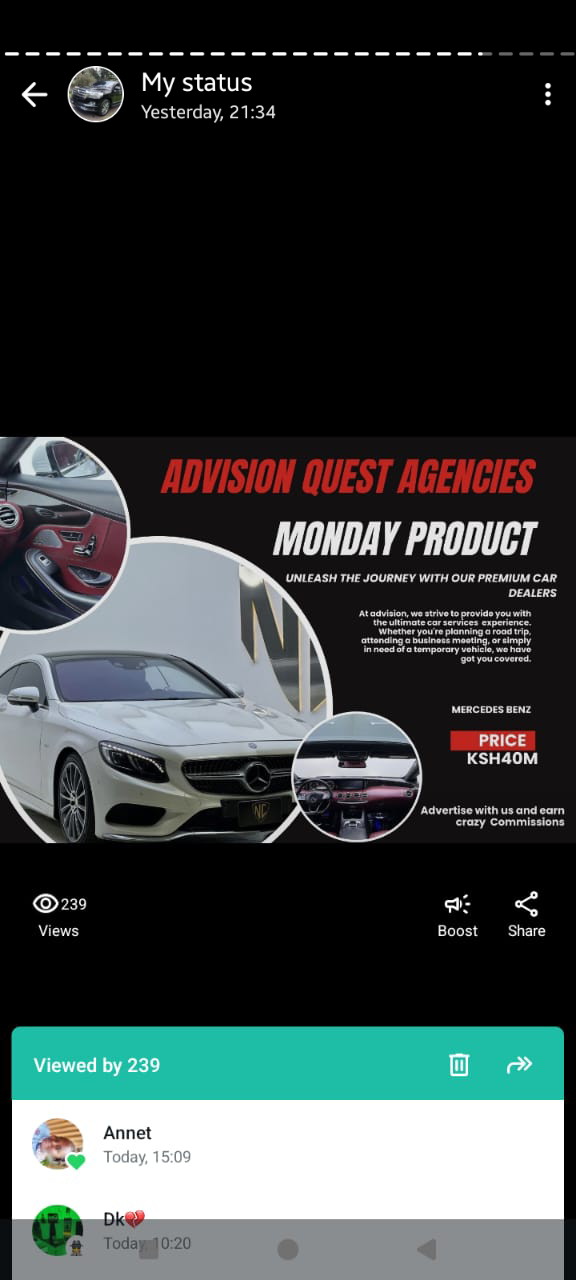 My status
Yesterday, 21:34
ADVISION QUEST AGENCIES
MONDAY PRODUCT
UNLEASH THE JOURNEY WITH OUR PREMIUM CAR
DEALERS
At advision, we strive to provide you with
the ultimate car services experience.
Whether you're planning a road trip,
attending a business meeting, or simply
in need of a temporary vehicle, we have
got you covered.
MERCEDES BENZ
PRICE
KSH40M
Advertise with us and earn
crazy Commissions
239
Views
Boost
Share
Viewed by 239
Annet
Today, 15:09
Dk💔
Today, 10:20